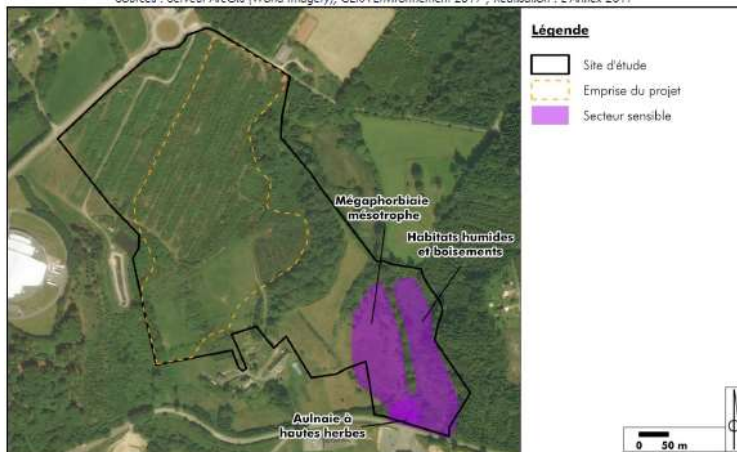 Légende
Site d'étude
Emprise du projet
Secteur sensible
Mégaphorbiaie
mésotrophe
Habitats humides
et boisements
Aulnaie à
hautes herbes
0 50 m